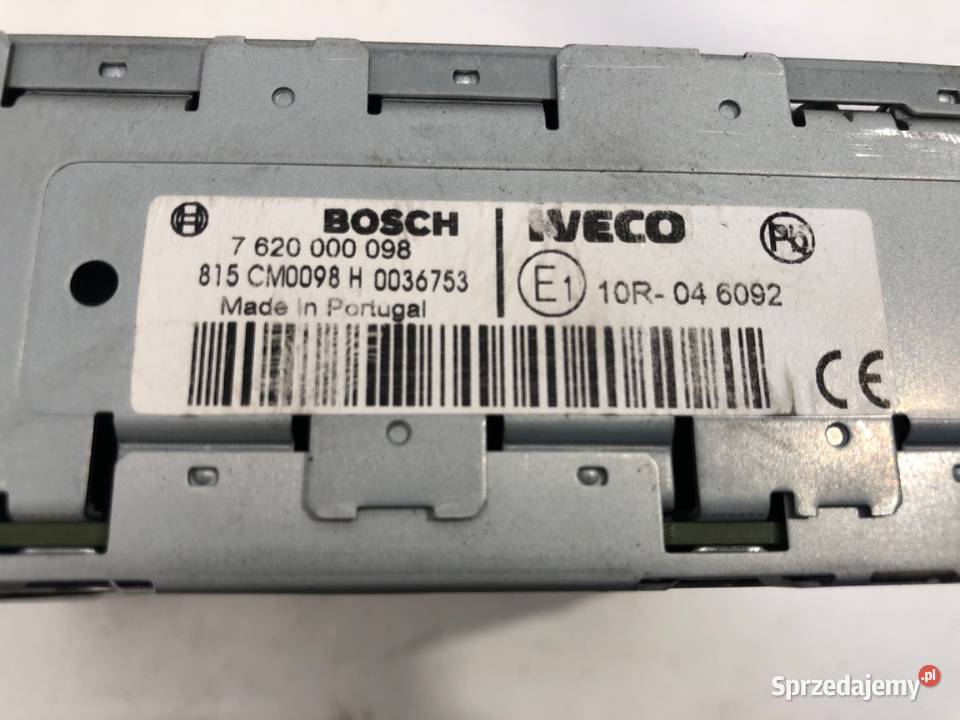 BOSCH IVECO Pb
7 620 000 098
815 CM0098 H 0036753
E1 10R-04 6092
Made in Portugal
CE
Sprzedajemy.pl